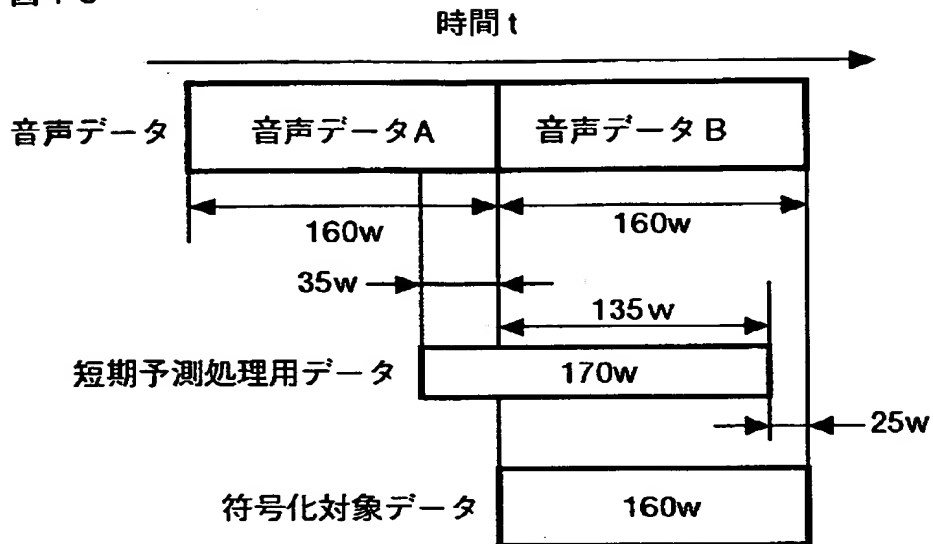 時間 t
音声データ
音声データA
音声データB
160w
160w
35w
135w
短期予測処理用データ
170w
25w
符号化対象データ
160w